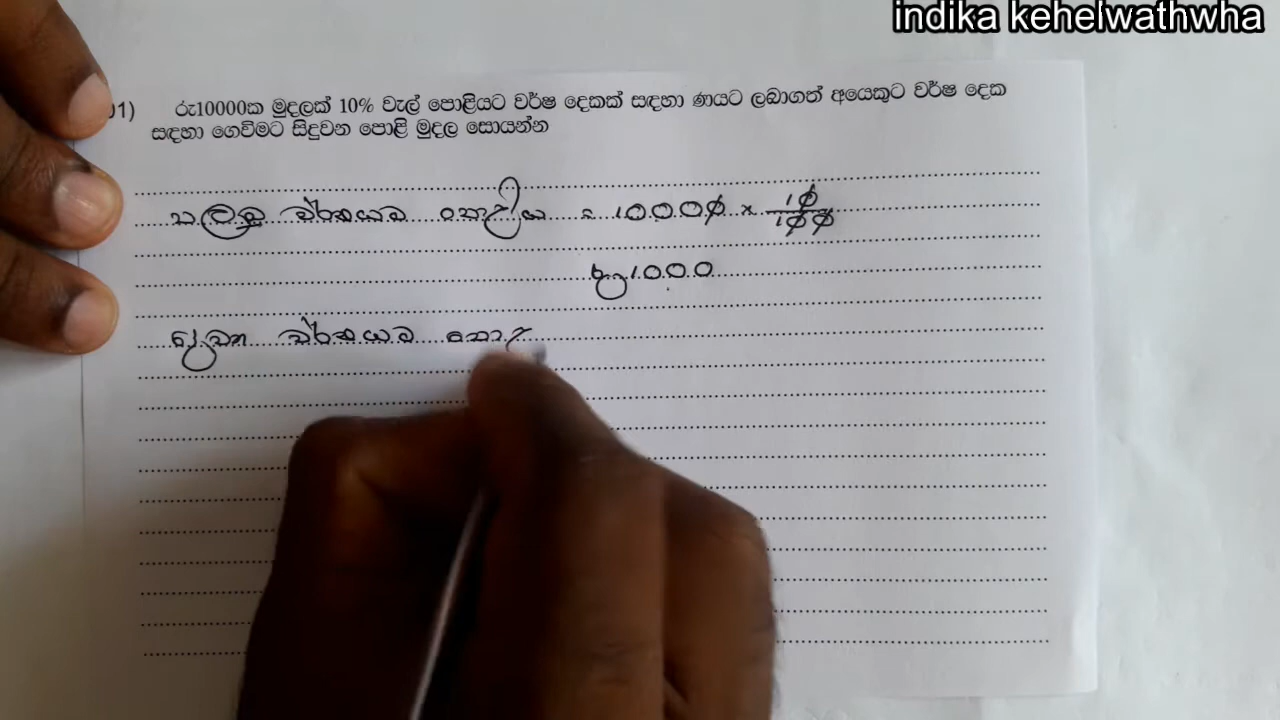 indika kehelwathwha
01) රු10000ක මුදලක් 10% වැල් පොළියට වර්ෂ දෙකක් සඳහා ණයට ලබාගත් අයෙකුට වර්ෂ දෙක
සඳහා ගෙවීමට සිදුවන පොළී මුදල සොයන්න
පළමු වර්ෂයේ පොළිය = 10000 × 10/100
රු 1000
දෙවන වර්ෂයේ පොළ